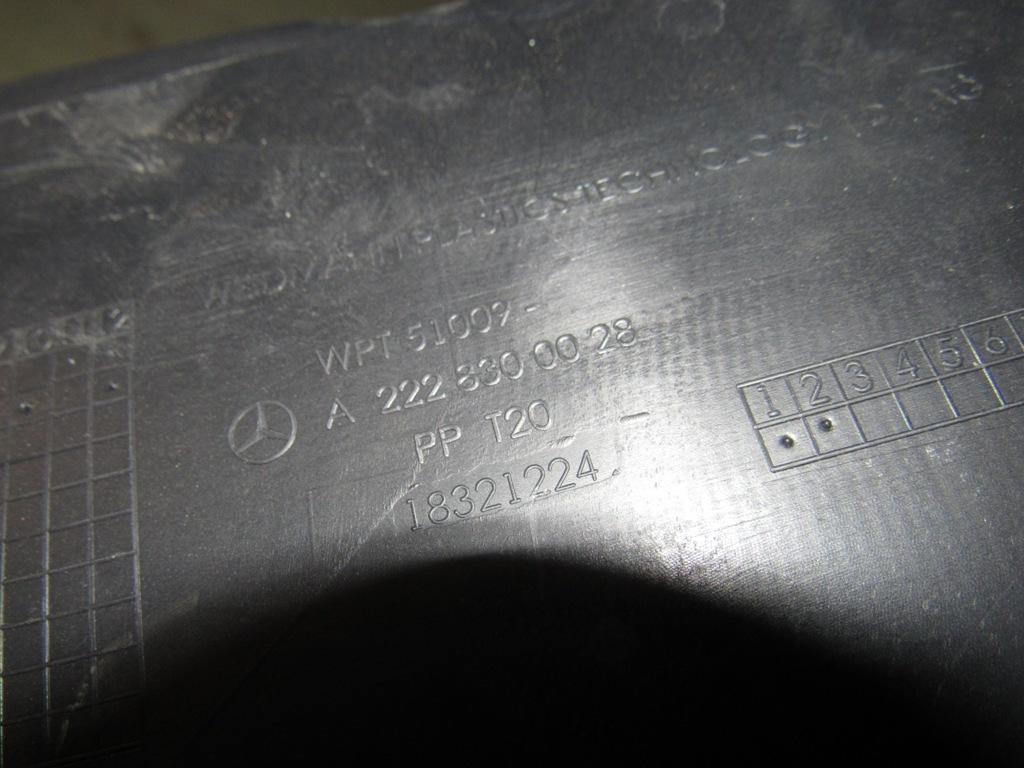 WEIDMANN PLASTICS TECHNOLOGY
WPT 51009 -
A 222 830 00 28
PP T20 -
18321224
1 2 3 4 5 6